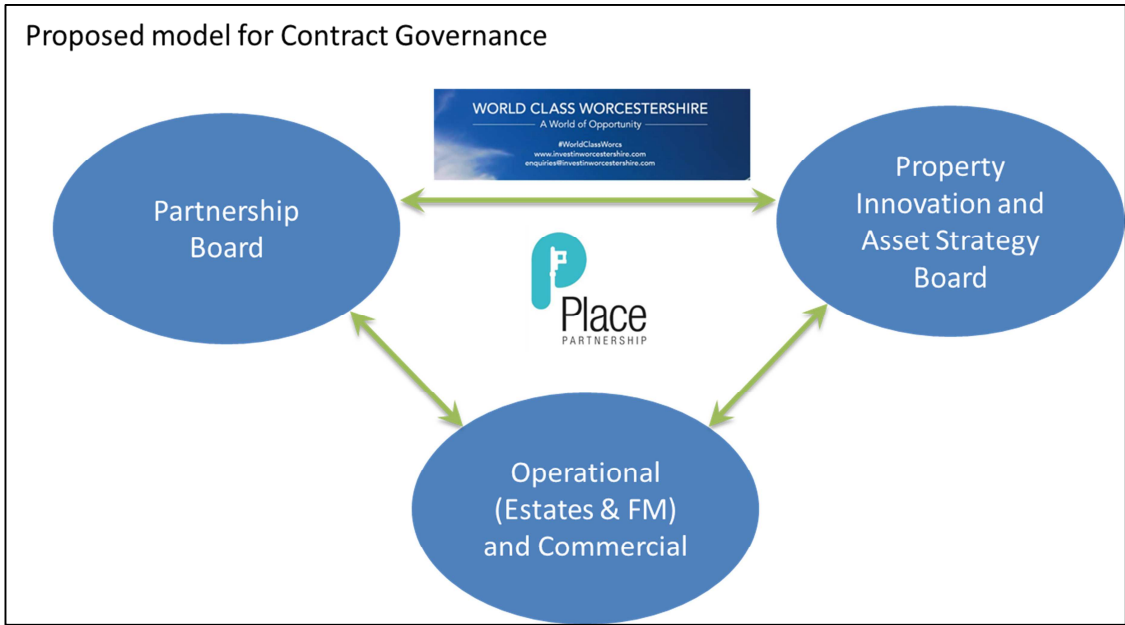 Proposed model for Contract Governance
WORLD CLASS WORCESTERSHIRE
A World of Opportunity
#WorldClassWorcs
www.investinworcestershire.com
enquiries@investinworcestershire.com
Partnership
Board
Property
Innovation and
Asset Strategy
Board
Place
PARTNERSHIP
Operational
(Estates & FM)
and Commercial